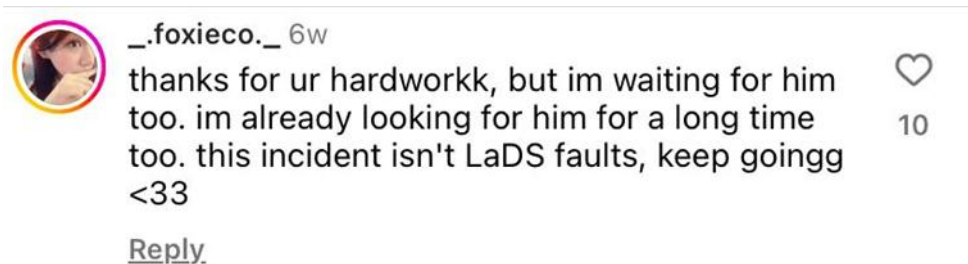 _.foxieco._ 6w
thanks for ur hardworkk, but im waiting for him
too. im already looking for him for a long time
too. this incident isn't LaDS faults, keep goingg
<33
10
Reply